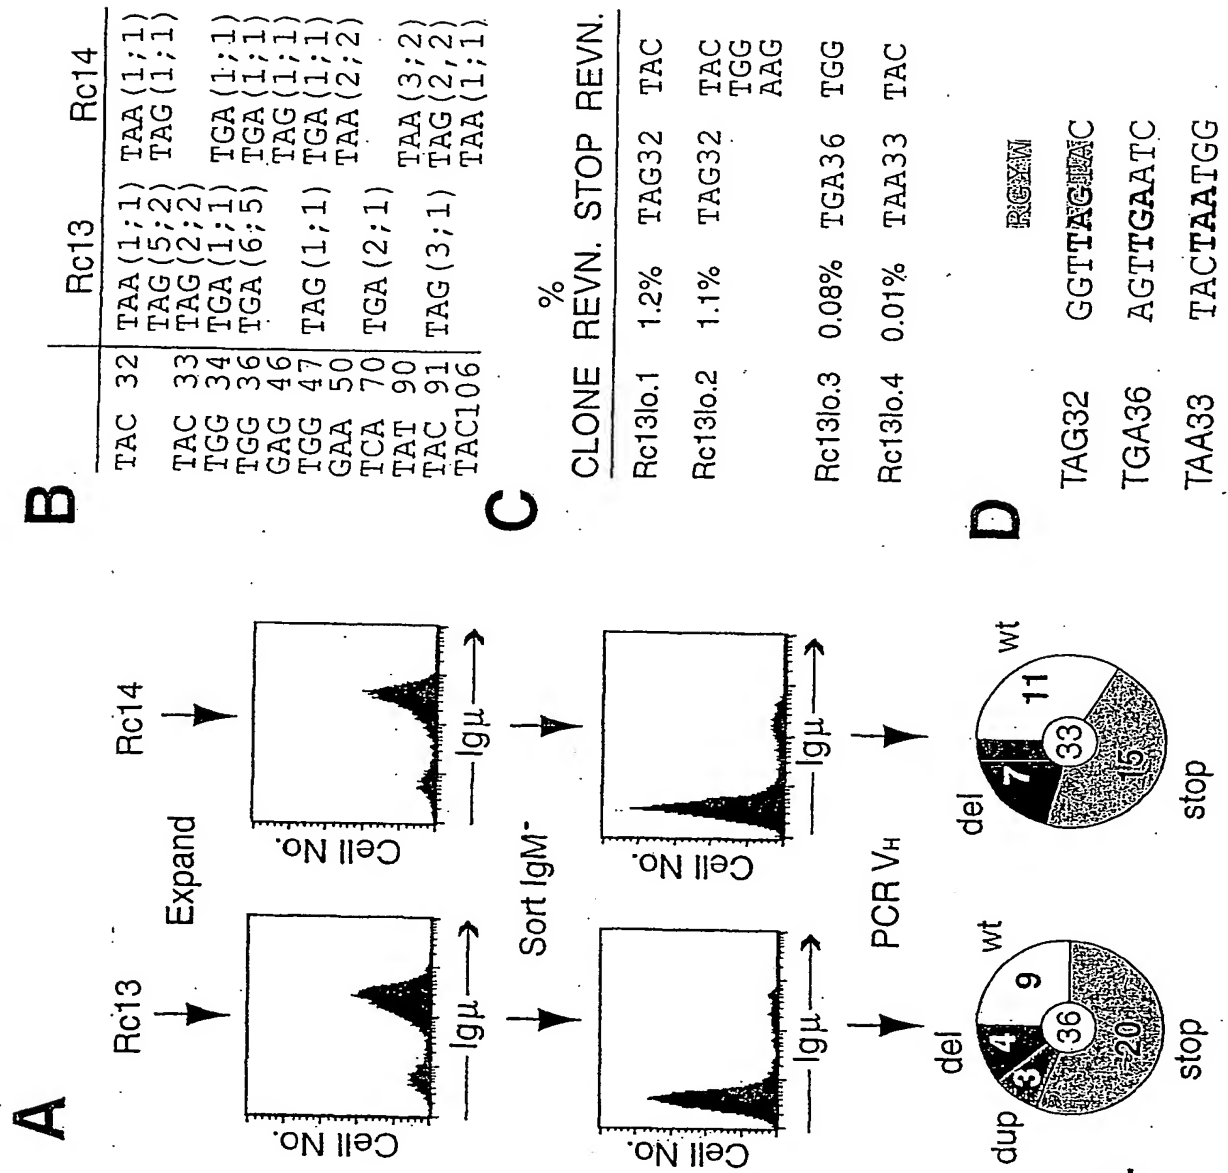 A
Rc13 Rc14
Expand
Cell No. Cell No.
Igµ Igµ
Sort IgM-
Cell No. Cell No.
Igµ Igµ
PCR VH
dup del wt del wt
3 4 9 36 20 7 11 33 15
stop stop
B
Rc13 Rc14
TAC 32 TAA(1;1) TAA(1;1)
TAG(5;2) TAG(1;1)
TAC 33 TAG(2;2)
TGG 34 TGA(1;1) TGA(1;1)
TGG 36 TGA(6;5) TGA(1;1)
GAG 46 TAG(1;1)
TGG 47 TAG(1;1) TGA(1;1)
GAA 50 TAA(2;2)
TCA 70 TGA(2;1)
TAT 90 TAA(3;2)
TAC 91 TAG(3;1) TAG(2,2)
TAC106 TAA(1;1)
C
%
CLONE REVN. STOP REVN.
Rc13lo.1 1.2% TAG32 TAC
Rc13lo.2 1.1% TAG32 TAC
TGG
AAG
Rc13lo.3 0.08% TGA36 TGG
Rc13lo.4 0.01% TAA33 TAC
D
RGYW
TAG32 GGTTAGTAC
TGA36 AGTTGAATC
TAA33 TACTAATGG